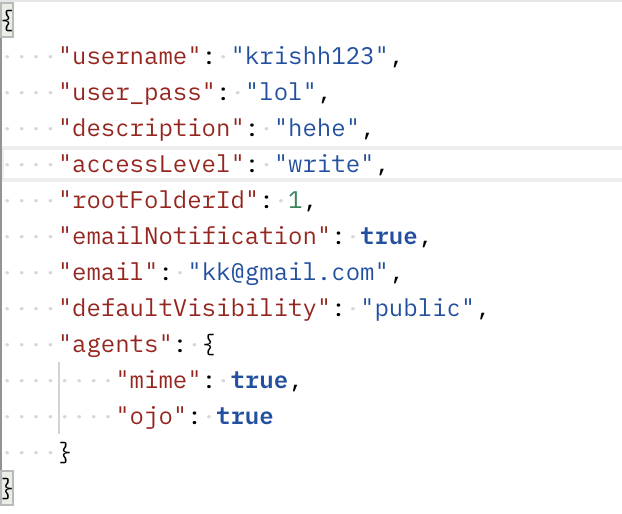 {
    "username": "krishh123",
    "user_pass": "lol",
    "description": "hehe",
    "accessLevel": "write",
    "rootFolderId": 1,
    "emailNotification": true,
    "email": "kk@gmail.com",
    "defaultVisibility": "public",
    "agents": {
        "mime": true,
        "ojo": true
    }
}